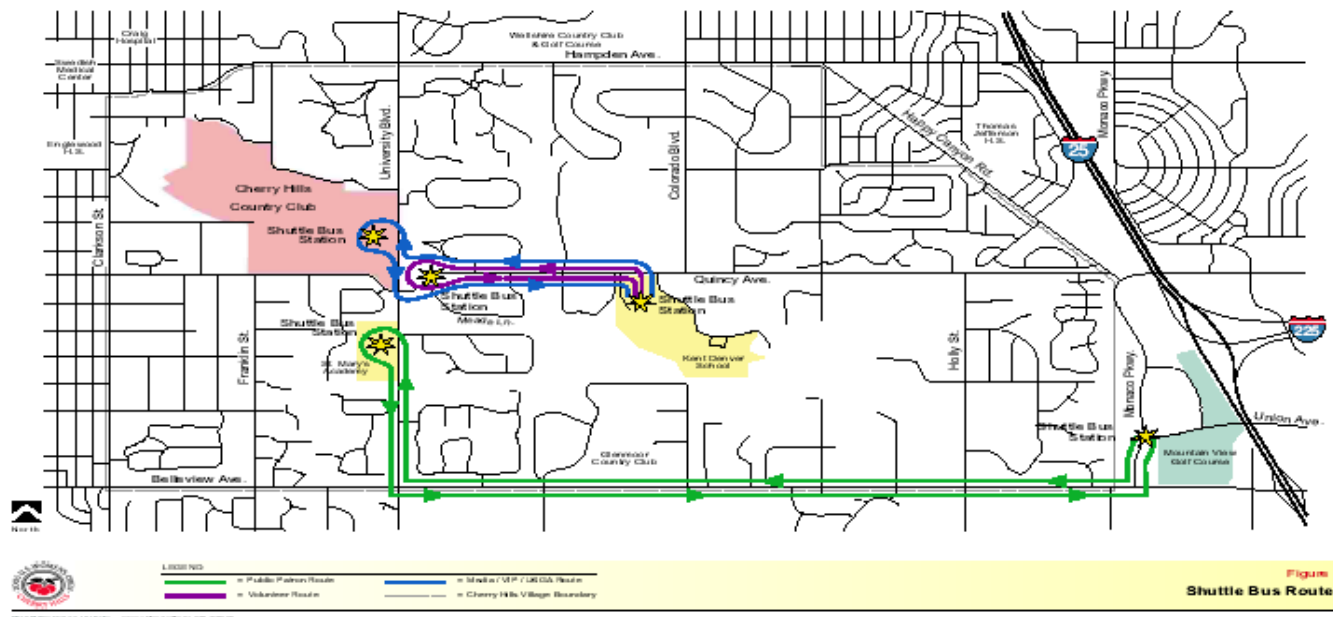 Craig
Hospital
Swedish
Medical
Center
Wellshire Country Club
& Golf Course
Hampden Ave.
University Blvd.
Colorado Blvd.
Happy Canyon Rd.
Thomas
Jefferson
H.S.
Monaco Pkwy.
25
Englewood
H.S.
Cherry Hills
Country Club
Shuttle Bus
Station
Clarkson St.
Quincy Ave.
Shuttle Bus
Station
Shuttle Bus
Station
Shuttle Bus
Station
225
St. Mary's
Academy
Franklin St.
Kent Denver
School
Holly St.
Monaco Pkwy.
Union Ave.
Shuttle Bus
Station
Mountain View
Golf Course
Glenmoor
Country Club
Belleview Ave.
North
LEGEND
= Public Patron Route
= Media / VIP / USGA Route
= Volunteer Route
= Cherry Hills Village Boundary
CHERRY HILLS
Figure
Shuttle Bus Route